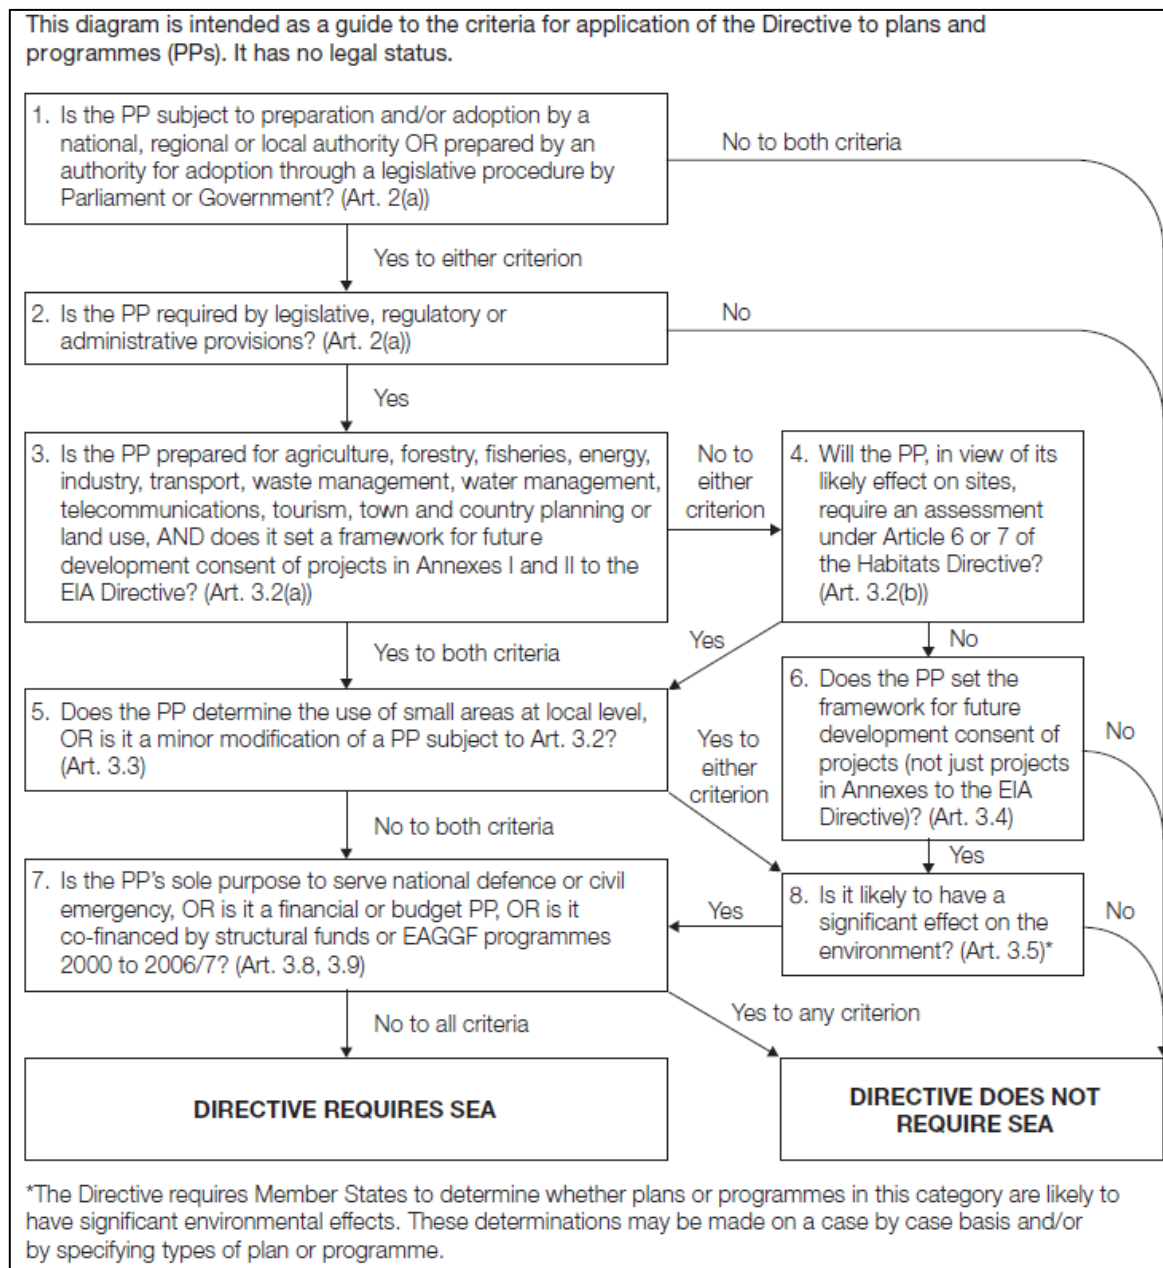 This diagram is intended as a guide to the criteria for application of the Directive to plans and
programmes (PPs). It has no legal status.
1. Is the PP subject to preparation and/or adoption by a
national, regional or local authority OR prepared by an
authority for adoption through a legislative procedure by
Parliament or Government? (Art. 2(a))
No to both criteria
Yes to either criterion
2. Is the PP required by legislative, regulatory or
administrative provisions? (Art. 2(a))
No
Yes
3. Is the PP prepared for agriculture, forestry, fisheries, energy,
industry, transport, waste management, water management,
telecommunications, tourism, town and country planning or
land use, AND does it set a framework for future
development consent of projects in Annexes I and II to the
EIA Directive? (Art. 3.2(a))
No to
either
criterion
4. Will the PP, in view of its
likely effect on sites,
require an assessment
under Article 6 or 7 of
the Habitats Directive?
(Art. 3.2(b))
Yes to both criteria
Yes
No
5. Does the PP determine the use of small areas at local level,
OR is it a minor modification of a PP subject to Art. 3.2?
(Art. 3.3)
Yes to
either
criterion
6. Does the PP set the
framework for future
development consent of
projects (not just projects
in Annexes to the EIA
Directive)? (Art. 3.4)
No
No to both criteria
Yes
7. Is the PP's sole purpose to serve national defence or civil
emergency, OR is it a financial or budget PP, OR is it
co-financed by structural funds or EAGGF programmes
2000 to 2006/7? (Art. 3.8, 3.9)
Yes
8. Is it likely to have a
significant effect on the
environment? (Art. 3.5)*
No
No to all criteria
Yes to any criterion
DIRECTIVE REQUIRES SEA
DIRECTIVE DOES NOT
REQUIRE SEA
*The Directive requires Member States to determine whether plans or programmes in this category are likely to
have significant environmental effects. These determinations may be made on a case by case basis and/or
by specifying types of plan or programme.